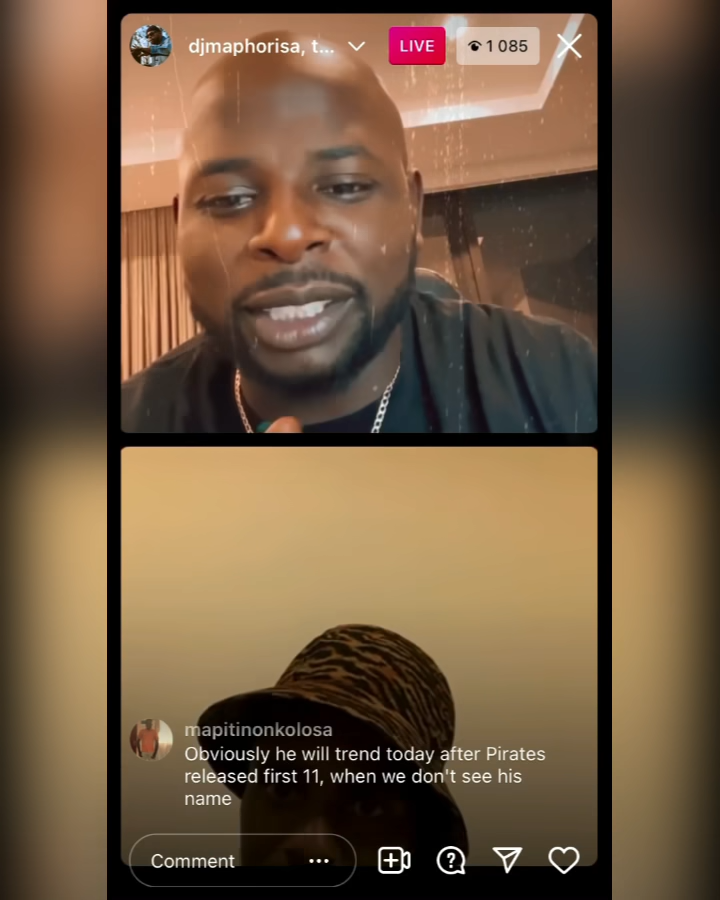 djmaphorisa, t...
LIVE
1 085
mapitinonkolosa
Obviously he will trend today after Pirates
released first 11, when we don't see his
name
Comment